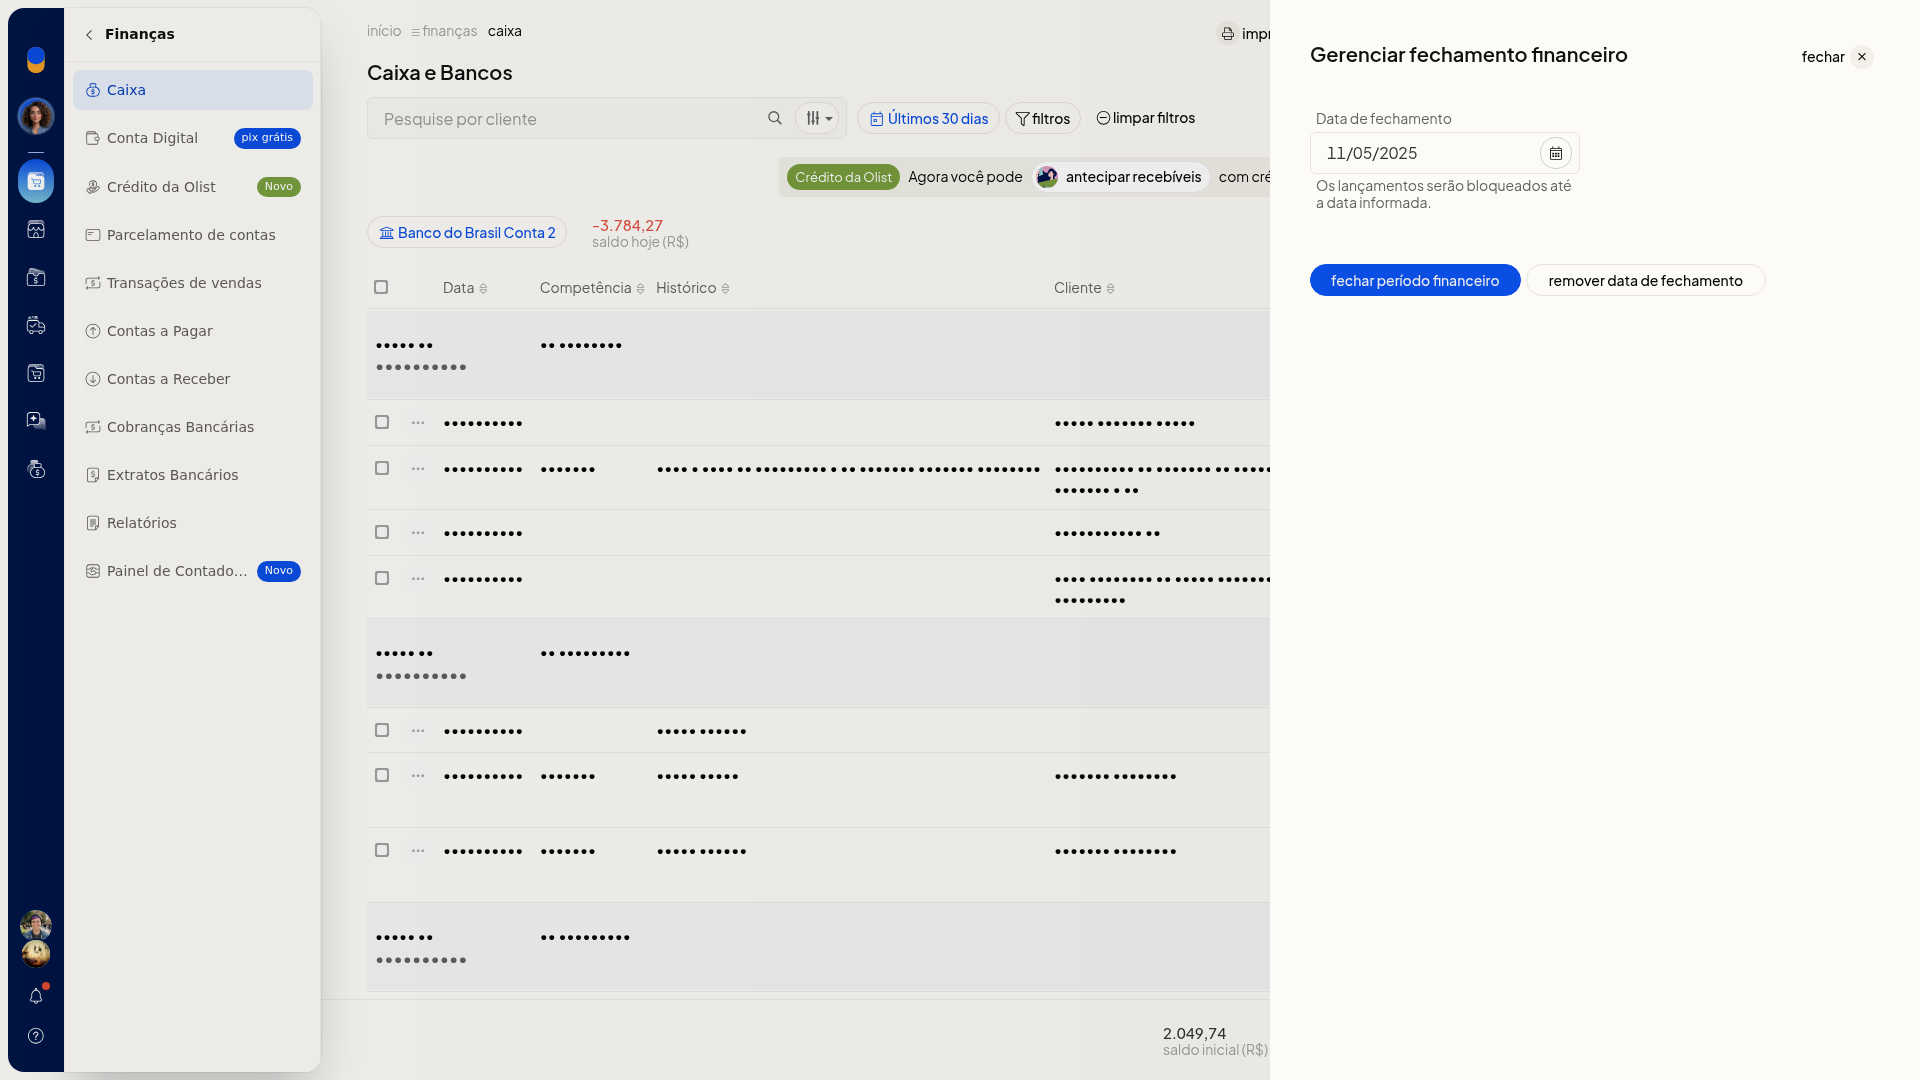 Finanças
Caixa
Conta Digital
pix grátis
Crédito da Olist
Novo
Parcelamento de contas
Transações de vendas
Contas a Pagar
Contas a Receber
Cobranças Bancárias
Extratos Bancários
Relatórios
Painel de Contado...
Novo
início
finanças
caixa
Caixa e Bancos
Pesquise por cliente
Últimos 30 dias
filtros
limpar filtros
Crédito da Olist
Agora você pode
antecipar recebíveis
Banco do Brasil Conta 2
-3.784,27
saldo hoje (R$)
Data
Competência
Histórico
Cliente
2.049,74
saldo inicial (R$)
Gerenciar fechamento financeiro
fechar
Data de fechamento
11/05/2025
Os lançamentos serão bloqueados até
a data informada.
fechar período financeiro
remover data de fechamento